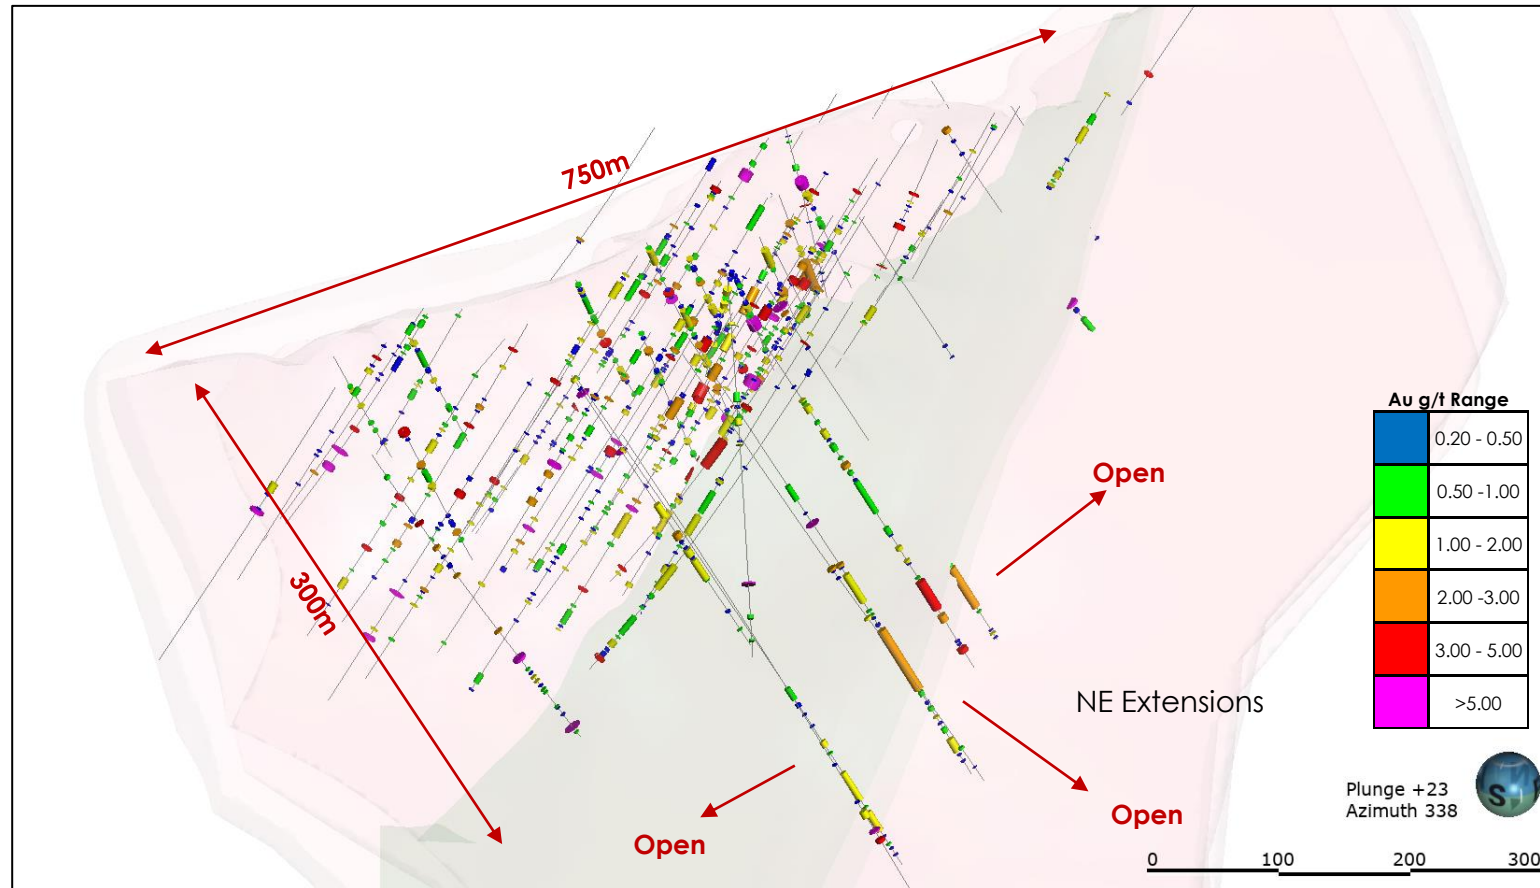 750m
300m
Open
Open
Open
NE Extensions
Au g/t Range
0.20 - 0.50
0.50 -1.00
1.00 - 2.00
2.00 -3.00
3.00 - 5.00
>5.00
Plunge +23
Azimuth 338
S
0 100 200 300